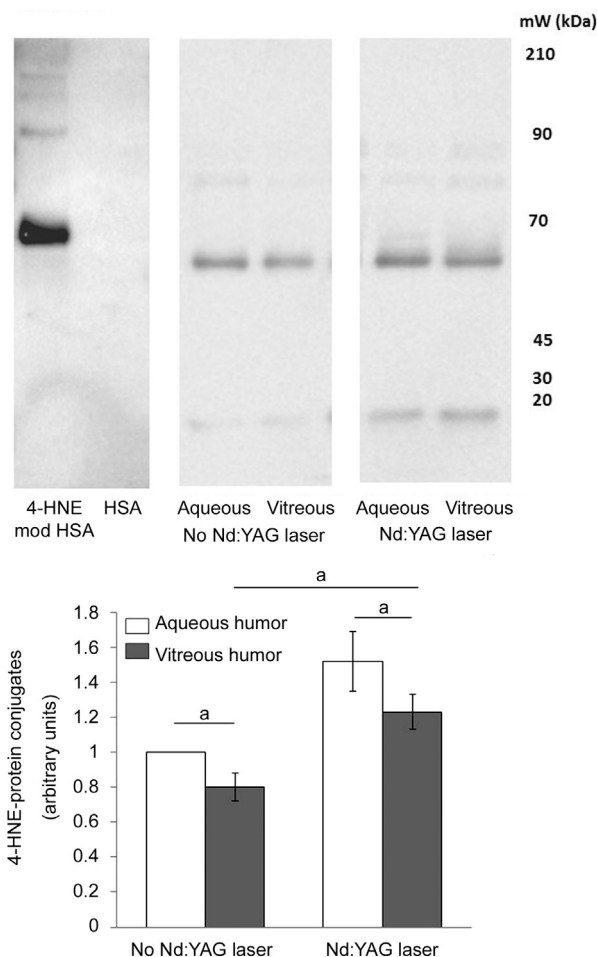 mW (kDa)
210
90
70
45
30
20
4-HNE mod HSA
HSA
Aqueous Vitreous
No Nd:YAG laser
Aqueous Vitreous
Nd:YAG laser
4-HNE-protein conjugates
(arbitrary units)
1.8
1.6
1.4
1.2
1
0.8
0.6
0.4
0.2
0
Aqueous humor
Vitreous humor
a
a
a
No Nd:YAG laser
Nd:YAG laser